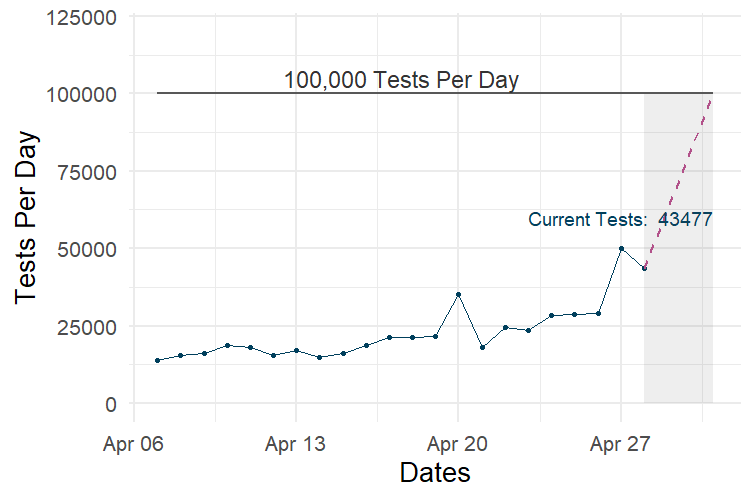 125000
100,000 Tests Per Day
100000
75000
Current Tests: 43477
50000
25000
0
Tests Per Day
Apr 06 Apr 13 Apr 20 Apr 27
Dates